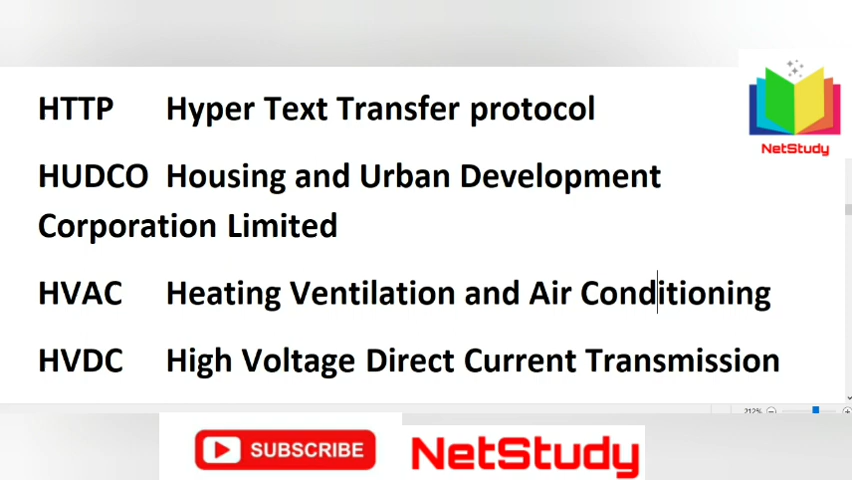 HTTP Hyper Text Transfer protocol
NetStudy
HUDCO Housing and Urban Development
Corporation Limited
HVAC Heating Ventilation and Air Conditioning
HVDC High Voltage Direct Current Transmission
212%
SUBSCRIBE
NetStudy